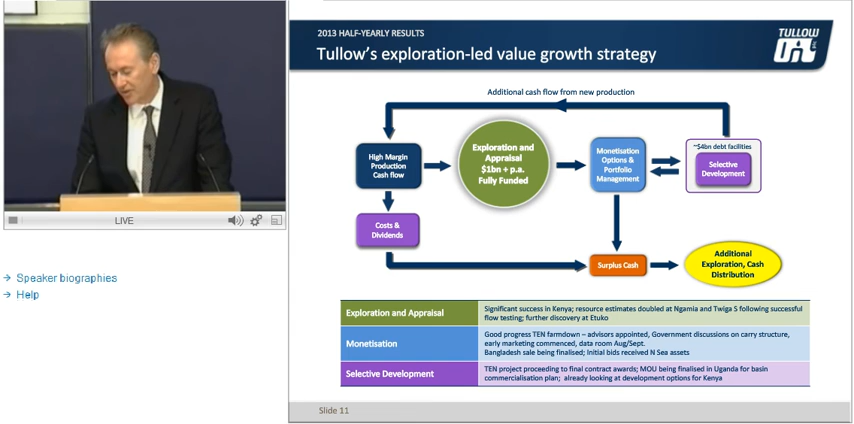 LIVE
→ Speaker biographies
→ Help
2013 HALF-YEARLY RESULTS
Tullow's exploration-led value growth strategy
TULLOW
Oil
plc
Additional cash flow from new production
High Margin
Production
Cash flow
Exploration and
Appraisal
$1bn + p.a.
Fully Funded
Monetisation
Options &
Portfolio
Management
~$4bn debt facilities
Selective
Development
Costs &
Dividends
Surplus Cash
Additional
Exploration, Cash
Distribution
Exploration and Appraisal
Significant success in Kenya; resource estimates doubled at Ngamia and Twiga S following successful
flow testing; further discovery at Etuko
Monetisation
Good progress TEN farmdown – advisors appointed, Government discussions on carry structure,
early marketing commenced, data room Aug/Sept.
Bangladesh sale being finalised; Initial bids received N Sea assets
Selective Development
TEN project proceeding to final contract awards; MOU being finalised in Uganda for basin
commercialisation plan; already looking at development options for Kenya
Slide 11